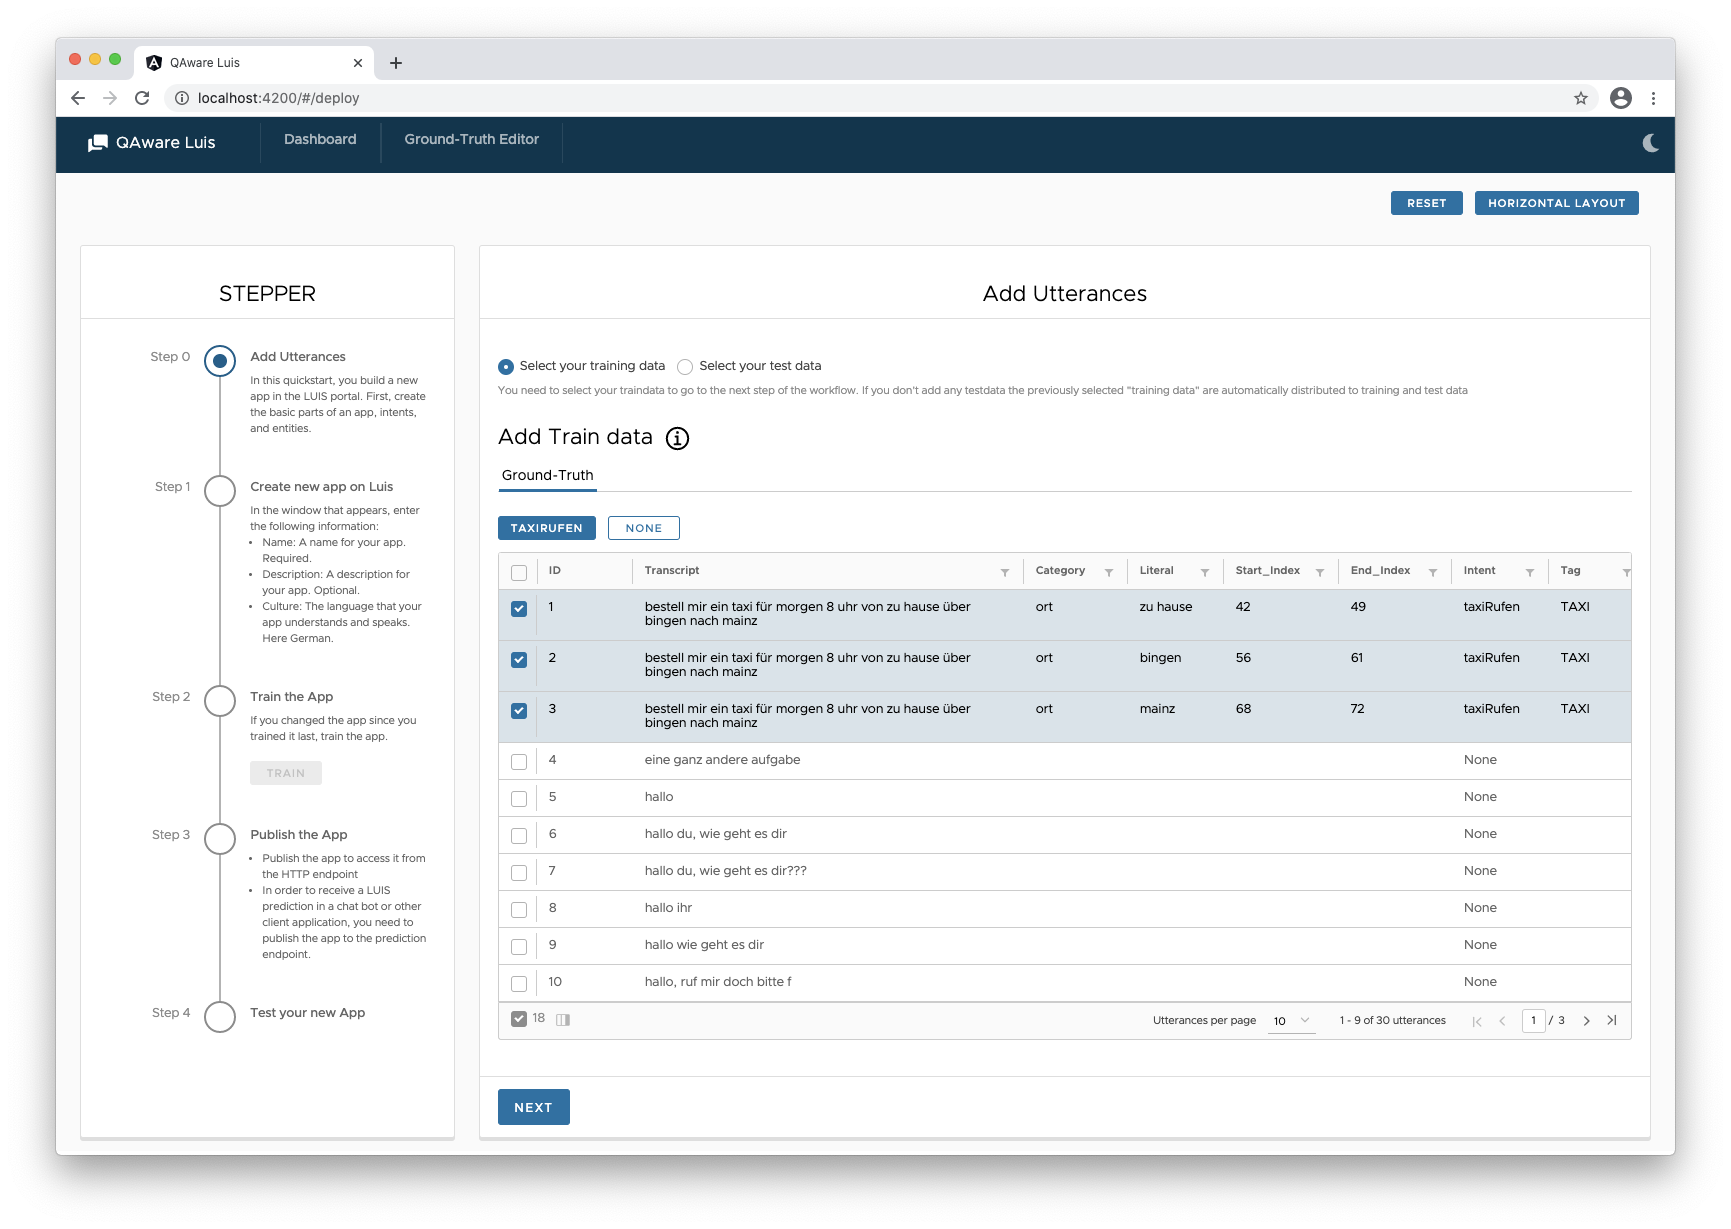 QAware Luis
localhost:4200/#/deploy
QAware Luis
Dashboard
Ground-Truth Editor
RESET
HORIZONTAL LAYOUT
STEPPER
Step 0
Add Utterances
In this quickstart, you build a new
app in the LUIS portal. First, create
the basic parts of an app, intents,
and entities.
Step 1
Create new app on Luis
In the window that appears, enter
the following information:
• Name: A name for your app.
Required.
• Description: A description for
your app. Optional.
• Culture: The language that your
app understands and speaks.
Here German.
Step 2
Train the App
If you changed the app since you
trained it last, train the app.
TRAIN
Step 3
Publish the App
• Publish the app to access it from
the HTTP endpoint
• In order to receive a LUIS
prediction in a chat bot or other
client application, you need to
publish the app to the prediction
endpoint.
Step 4
Test your new App
Add Utterances
Select your training data
Select your test data
You need to select your traindata to go to the next step of the workflow. If you don't add any testdata the previously selected "training data" are automatically distributed to training and test data
Add Train data
Ground-Truth
TAXIRUFEN
NONE
ID Transcript Category Literal Start_Index End_Index Intent Tag
1 bestell mir ein taxi für morgen 8 uhr von zu hause über ort zu hause 42 49 taxiRufen TAXI
bingen nach mainz
2 bestell mir ein taxi für morgen 8 uhr von zu hause über ort bingen 56 61 taxiRufen TAXI
bingen nach mainz
3 bestell mir ein taxi für morgen 8 uhr von zu hause über ort mainz 68 72 taxiRufen TAXI
bingen nach mainz
4 eine ganz andere aufgabe None
5 hallo None
6 hallo du, wie geht es dir None
7 hallo du, wie geht es dir??? None
8 hallo ihr None
9 hallo wie geht es dir None
10 hallo, ruf mir doch bitte f None
18
Utterances per page 10 1 - 9 of 30 utterances 1 / 3
NEXT